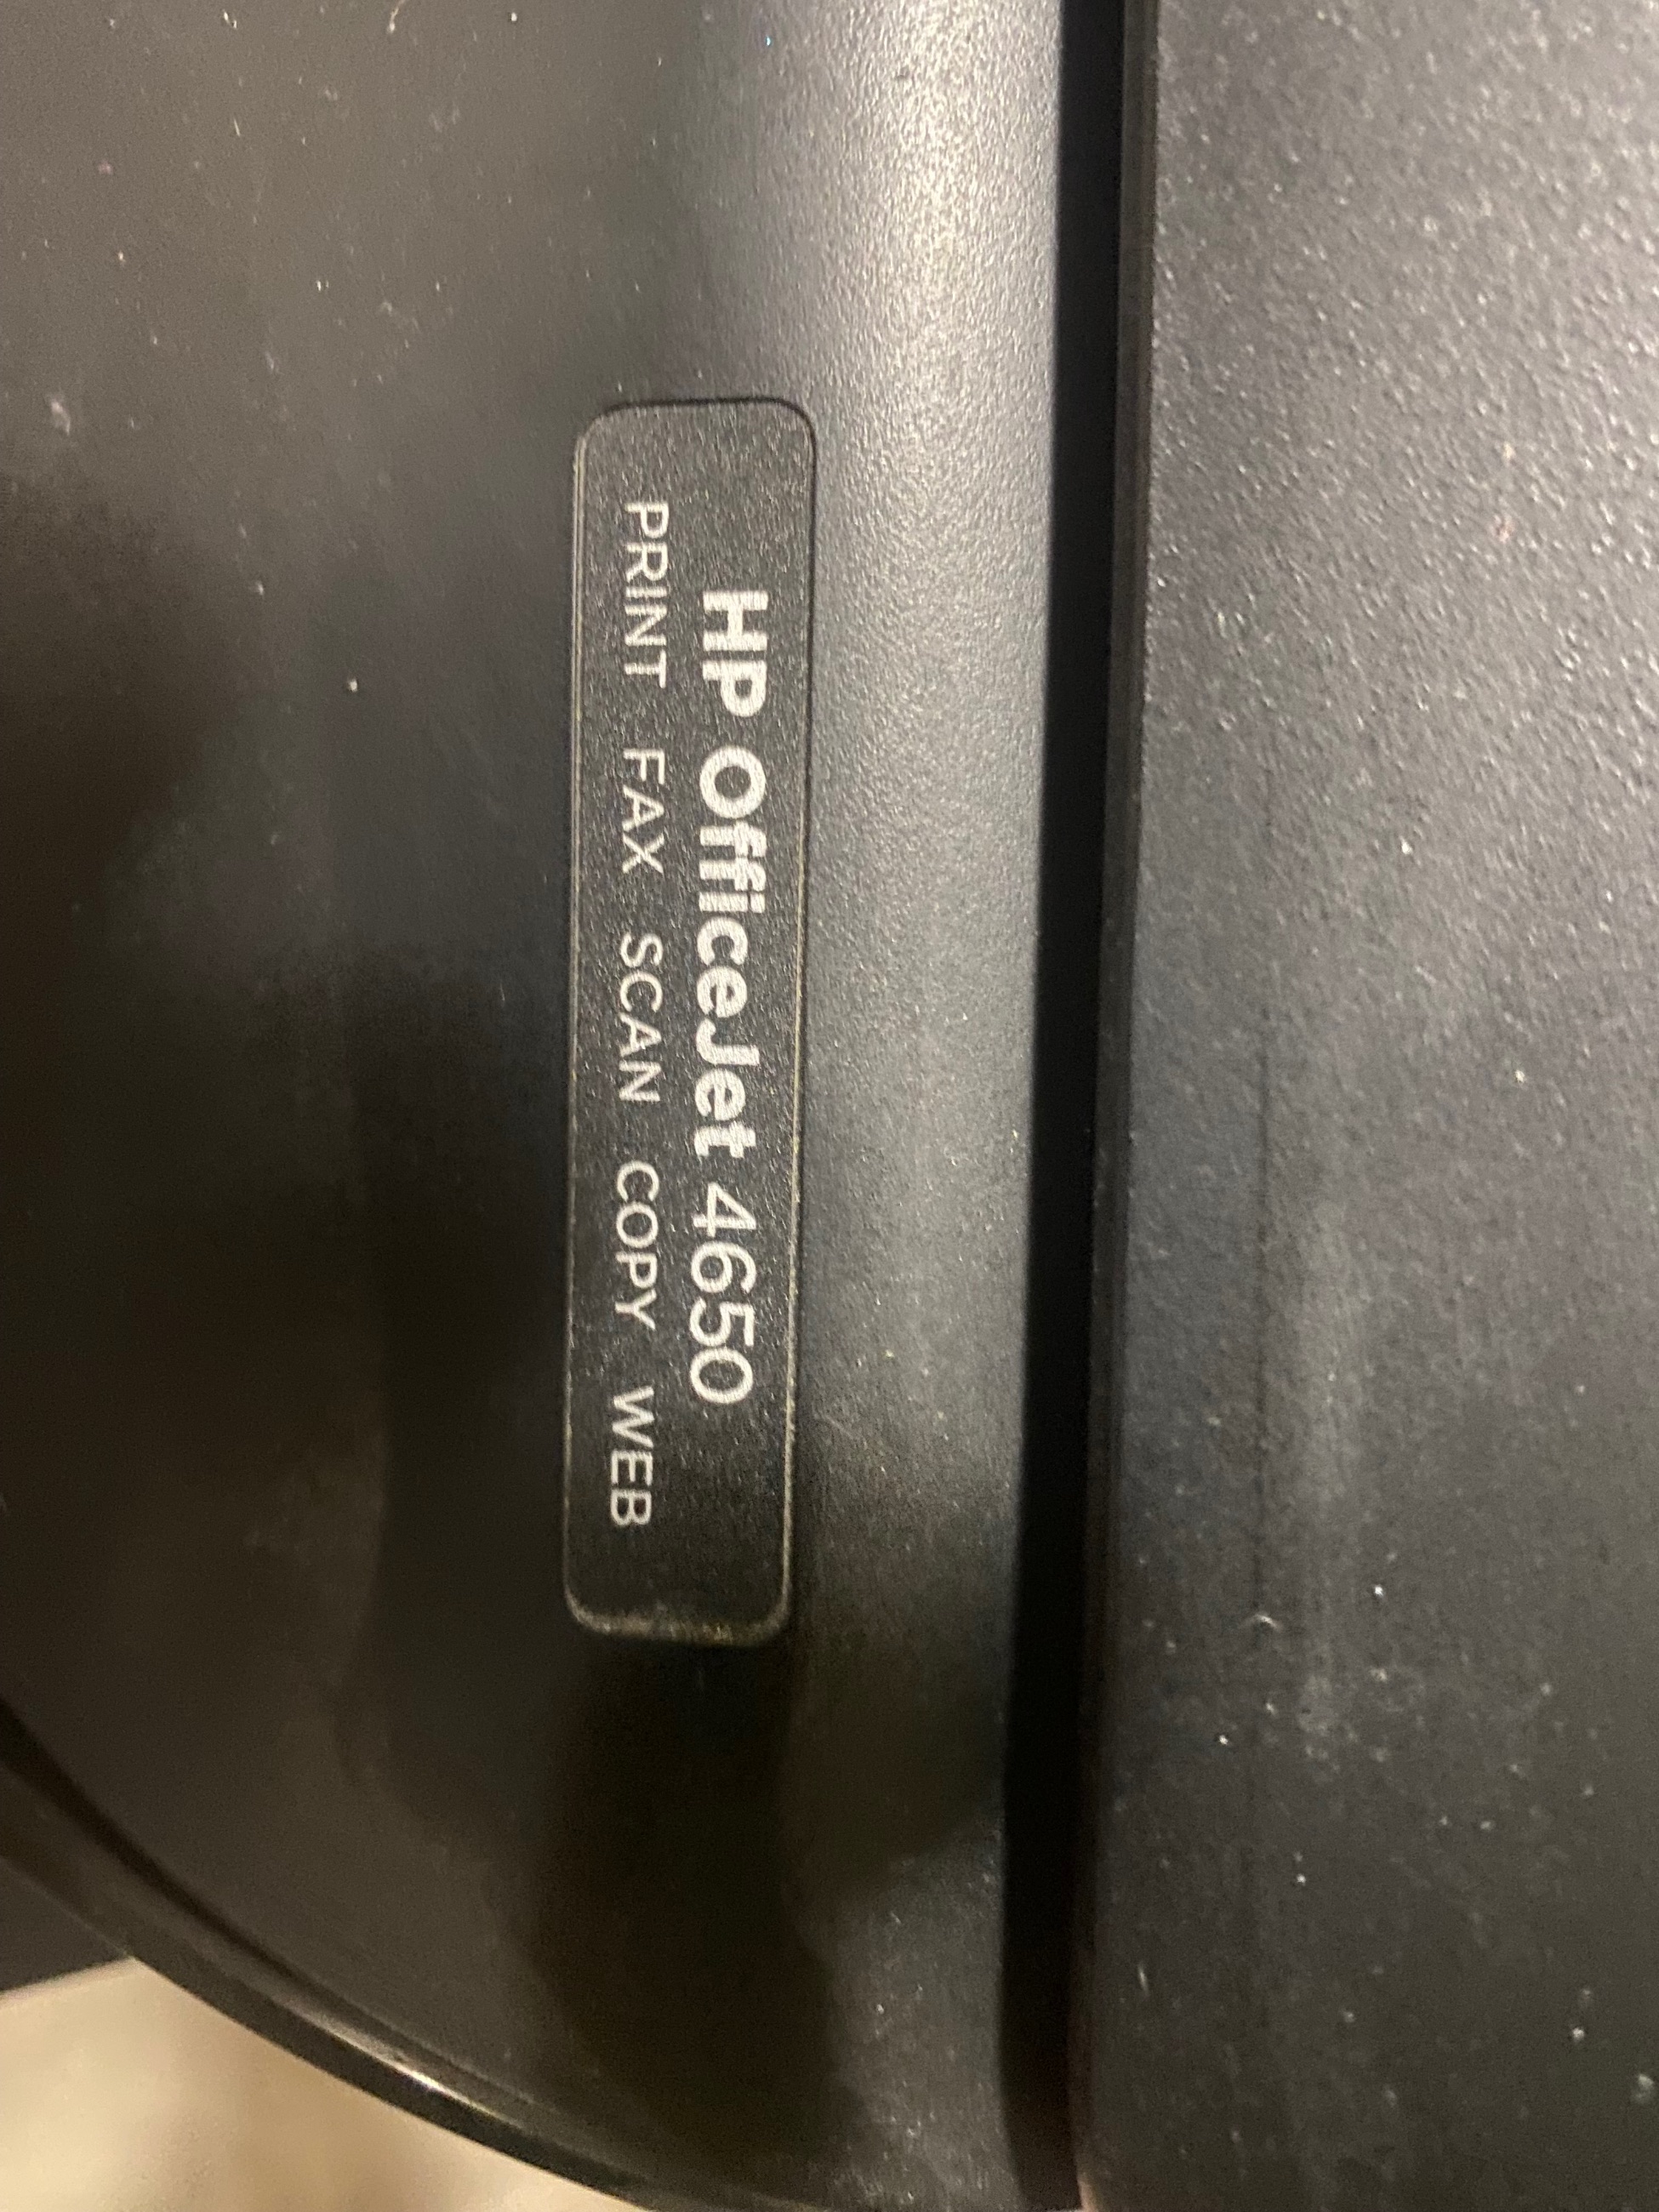 HP OfficeJet 4650
PRINT FAX SCAN COPY WEB